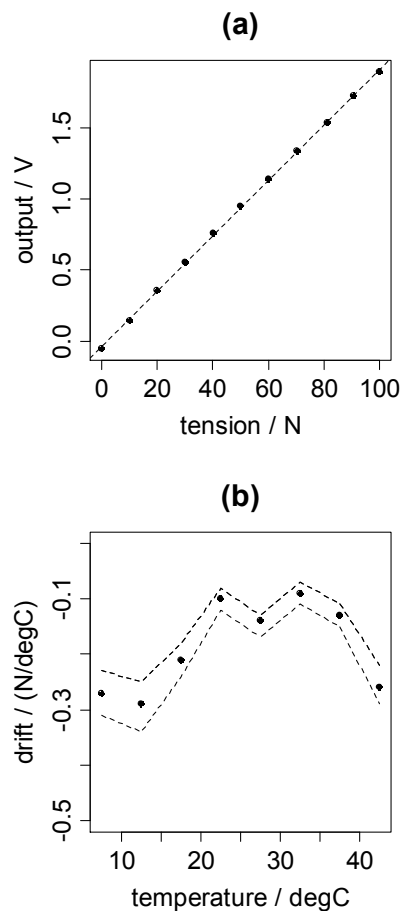 (a)
output / V
0.0 0.5 1.0 1.5
0 20 40 60 80 100
tension / N
(b)
drift / (N/degC)
-0.5 -0.3 -0.1
10 20 30 40
temperature / degC